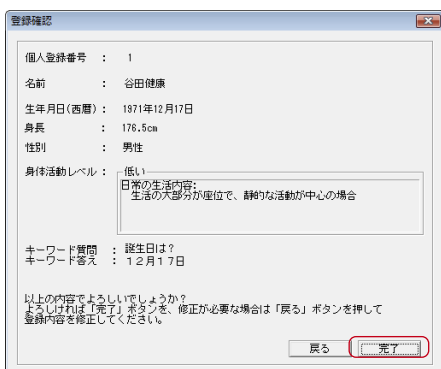 登録確認
個人登録番号 : 1
名前 : 谷田健康
生年月日(西暦) : 1971年12月17日
身長 : 176.5cm
性別 : 男性
身体活動レベル : 低い
日常の生活内容:
生活の大部分が座位で、静的な活動が中心の場合
キーワード質問 : 誕生日は?
キーワード答え : 12月17日
以上の内容でよろしいでしょうか?
よろしければ「完了」ボタンを、修正が必要な場合は「戻る」ボタンを押して
登録内容を修正してください。
戻る 完了